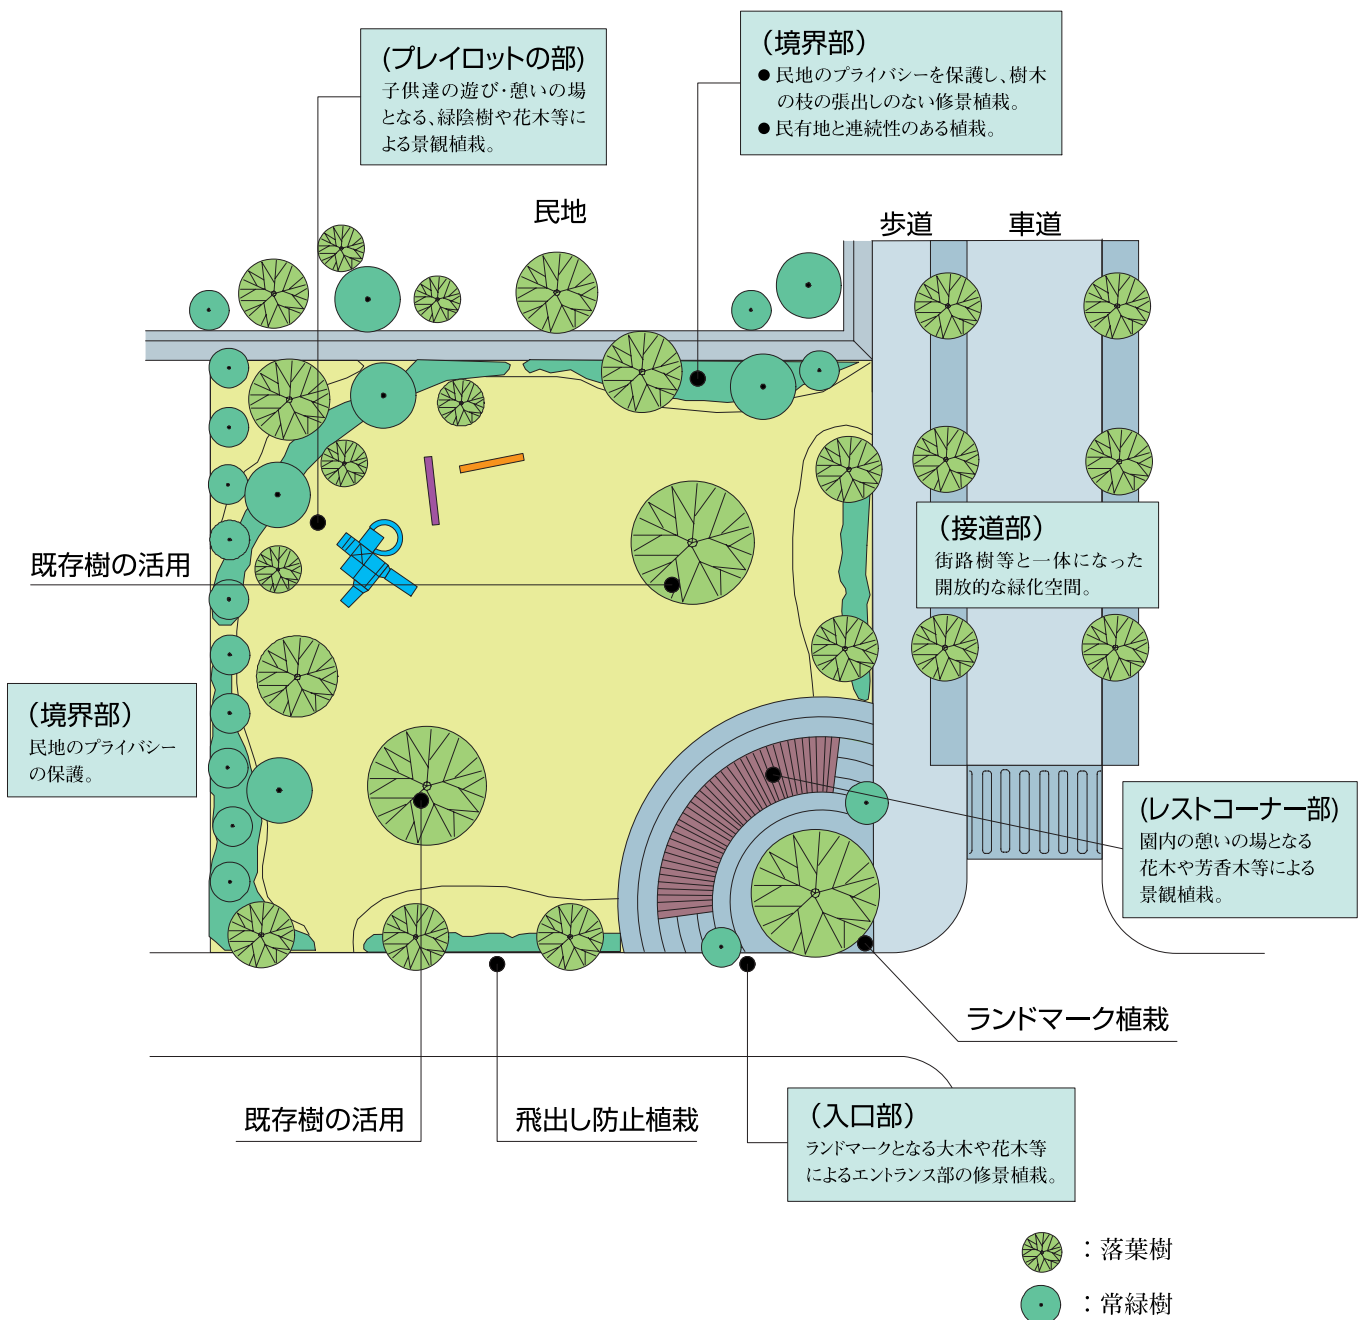 (プレイロットの部)
子供達の遊び・憩いの場
となる、緑陰樹や花木等に
よる景観植栽。
(境界部)
● 民地のプライバシーを保護し、樹木
の枝の張出しのない修景植栽。
● 民有地と連続性のある植栽。
民地
歩道
車道
(接道部)
街路樹等と一体になった
開放的な緑化空間。
既存樹の活用
(境界部)
民地のプライバシー
の保護。
(レストコーナー部)
園内の憩いの場となる
花木や芳香木等による
景観植栽。
ランドマーク植栽
既存樹の活用
飛出し防止植栽
(入口部)
ランドマークとなる大木や花木等
によるエントランス部の修景植栽。
:落葉樹
:常緑樹